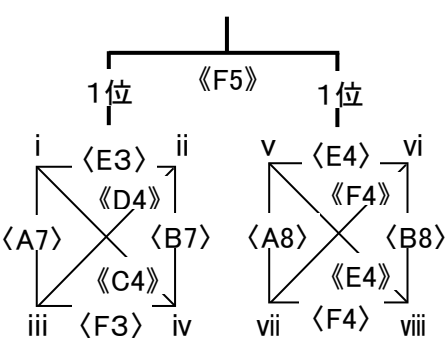 《F5》
1位 1位
i 〈E3〉 ii v 〈E4〉 vi
《D4》 《F4》
〈A7〉 〈B7〉 〈A8〉 〈B8〉
《C4》 《E4》
iii 〈F3〉 iv vii 〈F4〉 viii